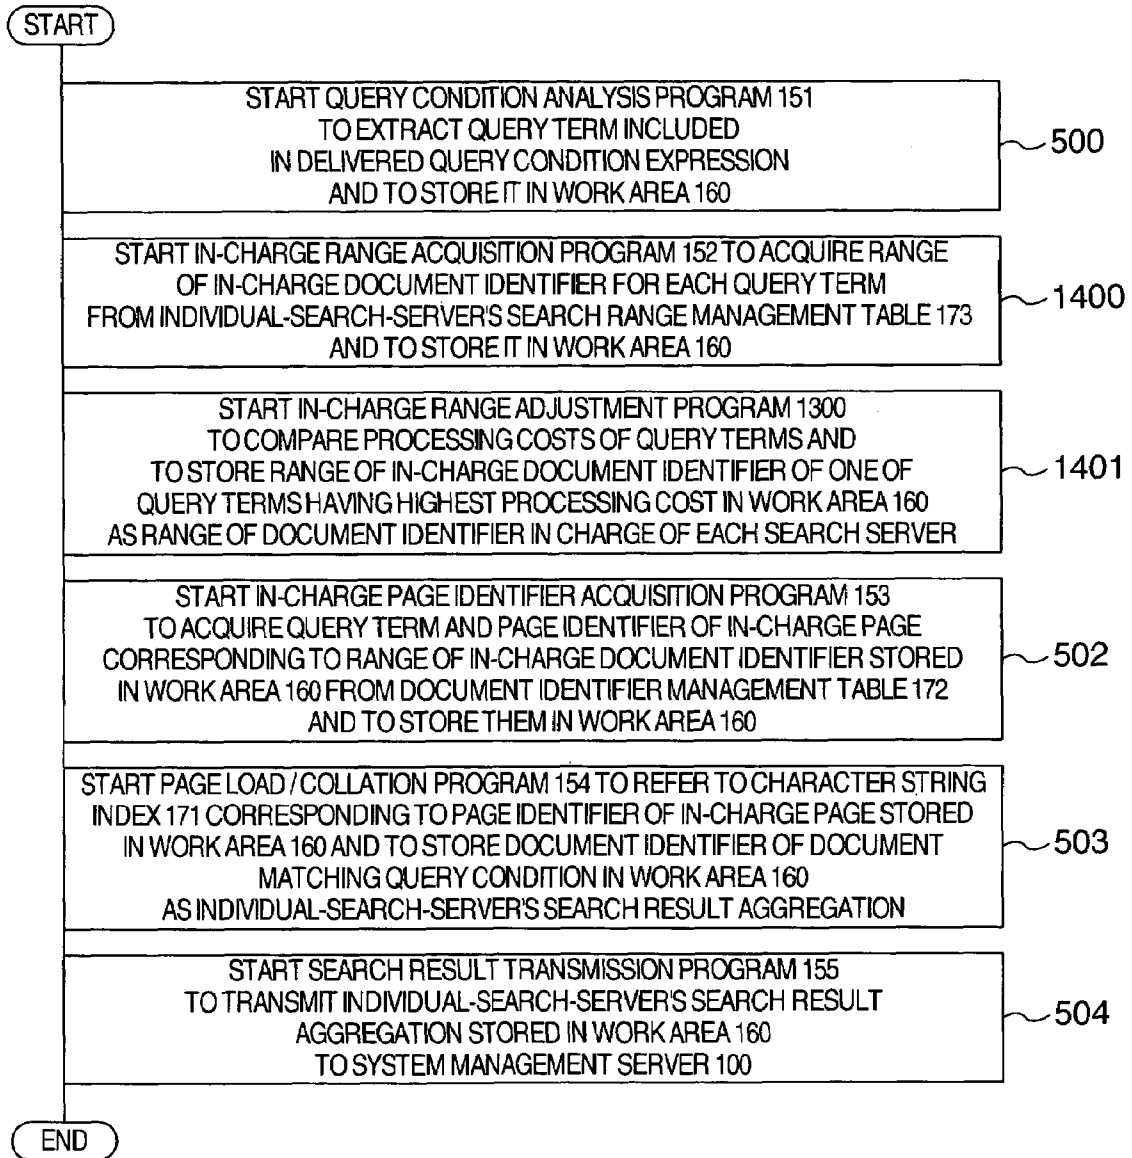 START
START QUERY CONDITION ANALYSIS PROGRAM 151
TO EXTRACT QUERY TERM INCLUDED
IN DELIVERED QUERY CONDITION EXPRESSION
AND TO STORE IT IN WORK AREA 160
500
START IN-CHARGE RANGE ACQUISITION PROGRAM 152 TO ACQUIRE RANGE
OF IN-CHARGE DOCUMENT IDENTIFIER FOR EACH QUERY TERM
FROM INDIVIDUAL-SEARCH-SERVER'S SEARCH RANGE MANAGEMENT TABLE 173
AND TO STORE IT IN WORK AREA 160
1400
START IN-CHARGE RANGE ADJUSTMENT PROGRAM 1300
TO COMPARE PROCESSING COSTS OF QUERY TERMS AND
TO STORE RANGE OF IN-CHARGE DOCUMENT IDENTIFIER OF ONE OF
QUERY TERMS HAVING HIGHEST PROCESSING COST IN WORK AREA 160
AS RANGE OF DOCUMENT IDENTIFIER IN CHARGE OF EACH SEARCH SERVER
1401
START IN-CHARGE PAGE IDENTIFIER ACQUISITION PROGRAM 153
TO ACQUIRE QUERY TERM AND PAGE IDENTIFIER OF IN-CHARGE PAGE
CORRESPONDING TO RANGE OF IN-CHARGE DOCUMENT IDENTIFIER STORED
IN WORK AREA 160 FROM DOCUMENT IDENTIFIER MANAGEMENT TABLE 172
AND TO STORE THEM IN WORK AREA 160
502
START PAGE LOAD / COLLATION PROGRAM 154 TO REFER TO CHARACTER STRING
INDEX 171 CORRESPONDING TO PAGE IDENTIFIER OF IN-CHARGE PAGE STORED
IN WORK AREA 160 AND TO STORE DOCUMENT IDENTIFIER OF DOCUMENT
MATCHING QUERY CONDITION IN WORK AREA 160
AS INDIVIDUAL-SEARCH-SERVER'S SEARCH RESULT AGGREGATION
503
START SEARCH RESULT TRANSMISSION PROGRAM 155
TO TRANSMIT INDIVIDUAL-SEARCH-SERVER'S SEARCH RESULT
AGGREGATION STORED IN WORK AREA 160
TO SYSTEM MANAGEMENT SERVER 100
504
END